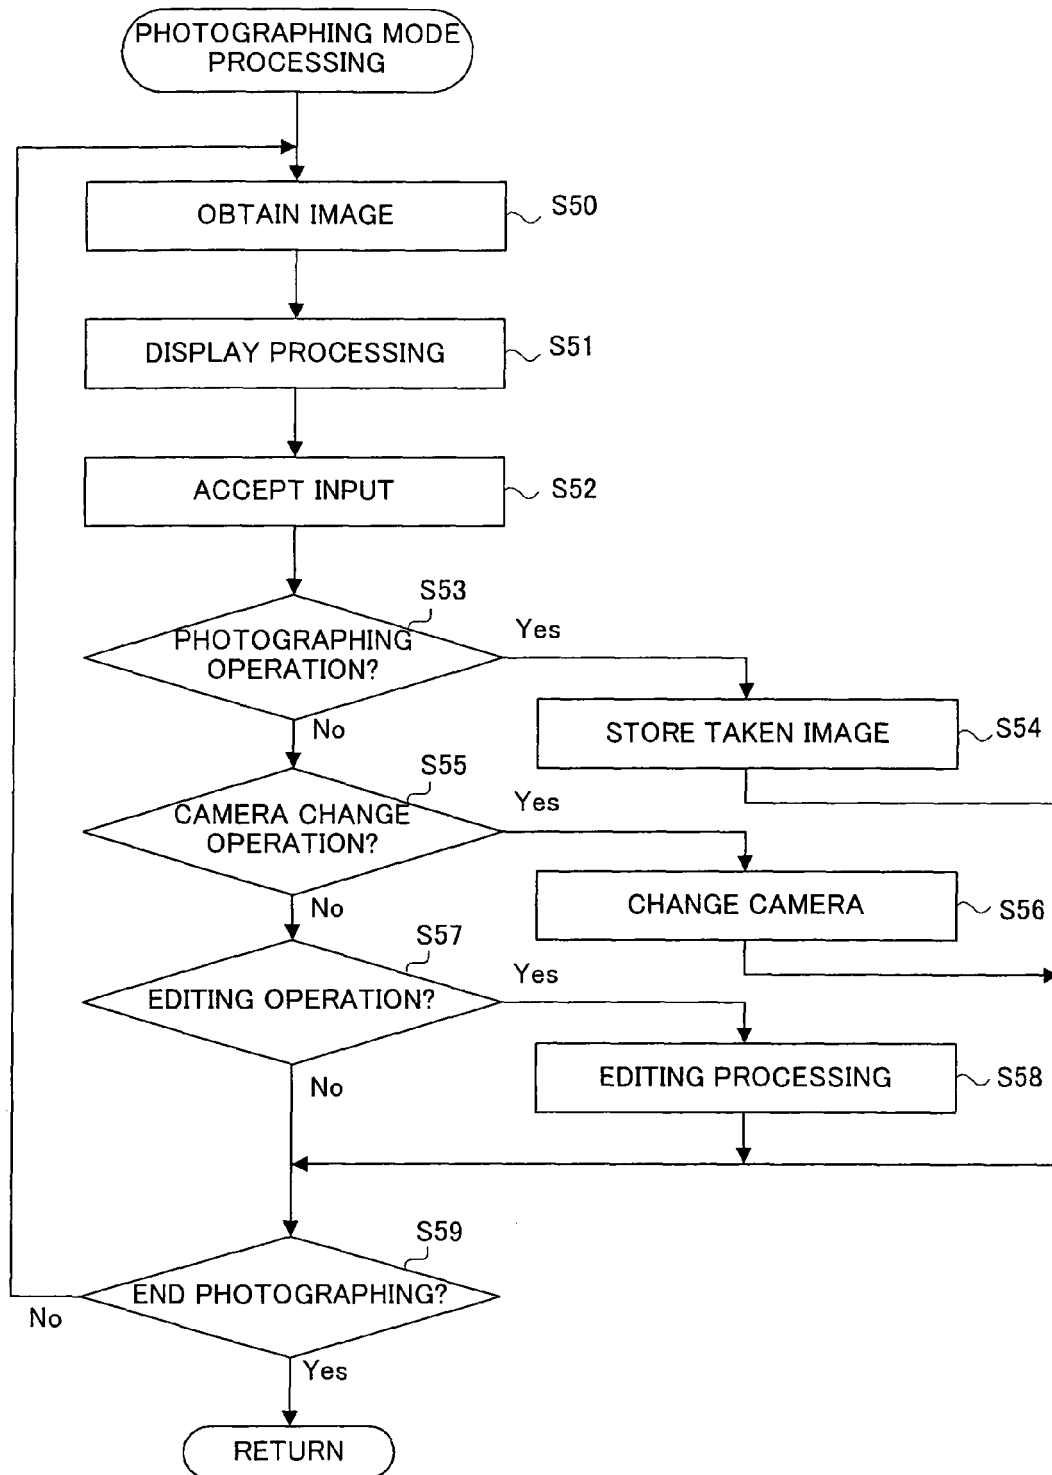 PHOTOGRAPHING MODE
PROCESSING
OBTAIN IMAGE
S50
DISPLAY PROCESSING
S51
ACCEPT INPUT
S52
S53
PHOTOGRAPHING
OPERATION?
Yes
No
STORE TAKEN IMAGE
S54
S55
CAMERA CHANGE
OPERATION?
Yes
No
CHANGE CAMERA
S56
S57
EDITING OPERATION?
Yes
No
EDITING PROCESSING
S58
S59
END PHOTOGRAPHING?
No
Yes
RETURN